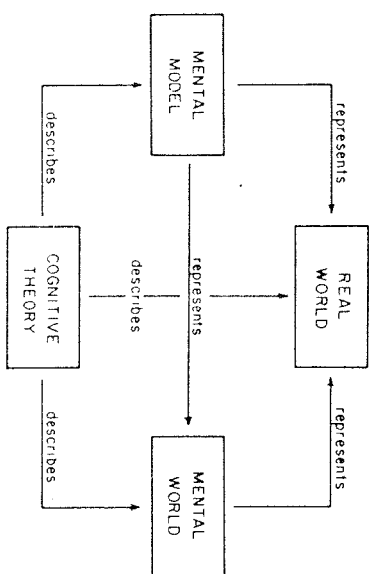 REAL
WORLD
represents
represents
MENTAL
MODEL
represents
MENTAL
WORLD
describes
describes
COGNITIVE
THEORY
describes